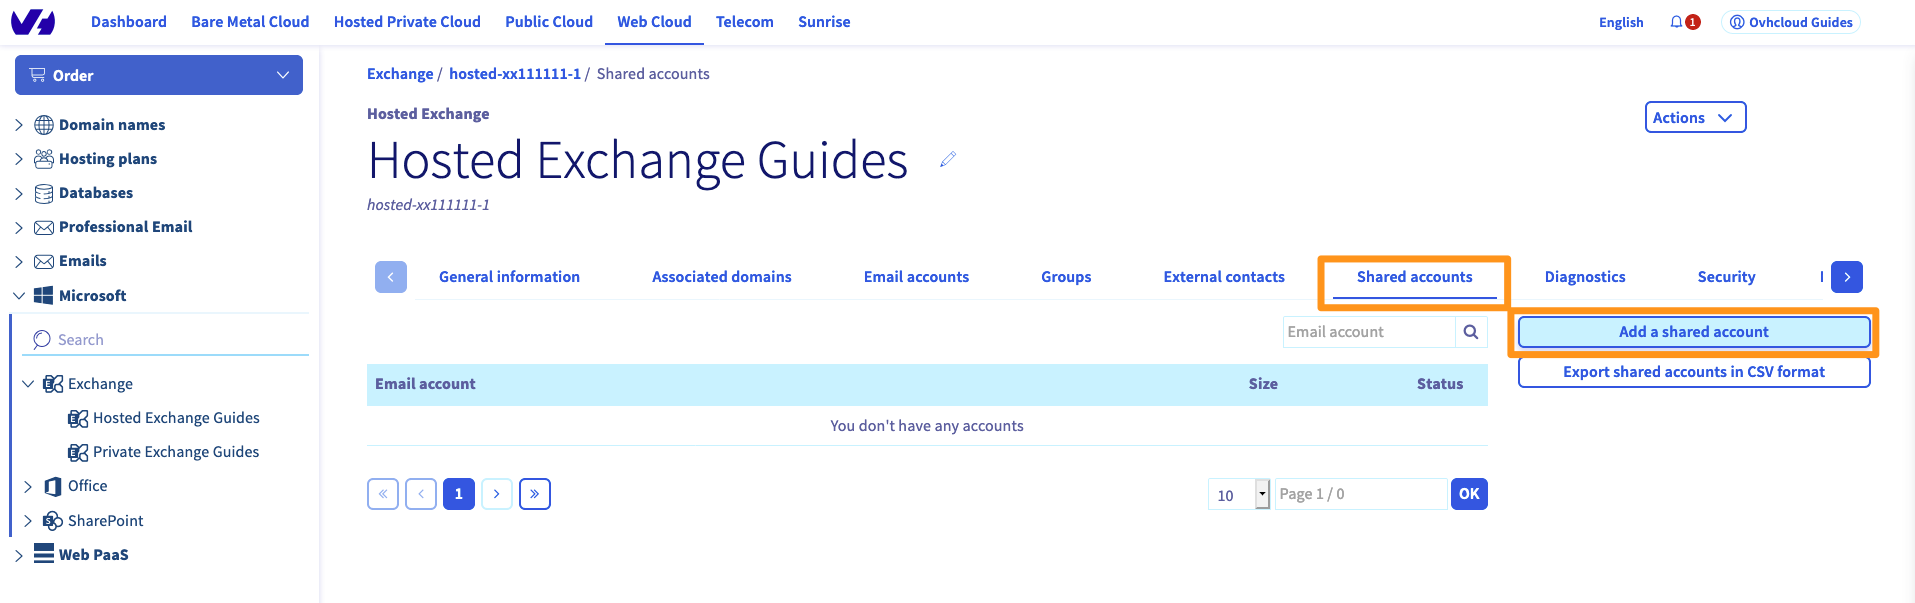 Dashboard Bare Metal Cloud Hosted Private Cloud Public Cloud Web Cloud Telecom Sunrise English 1 Ovhcloud Guides
Order
Domain names
Hosting plans
Databases
Professional Email
Emails
Microsoft
Search
Exchange
Hosted Exchange Guides
Private Exchange Guides
Office
SharePoint
Web PaaS
Exchange / hosted-xx111111-1 / Shared accounts
Hosted Exchange
Actions
Hosted Exchange Guides
hosted-xx111111-1
General information Associated domains Email accounts Groups External contacts Shared accounts Diagnostics Security
Email account
Add a shared account
Export shared accounts in CSV format
Email account Size Status
You don't have any accounts
« ‹ 1 › » 10 Page 1 / 0 OK